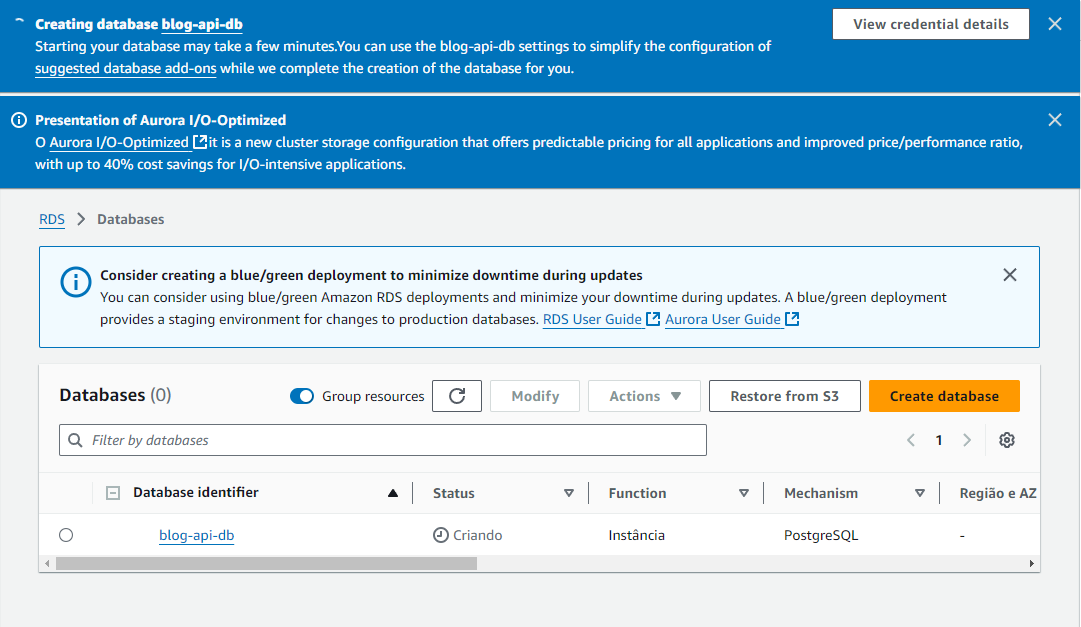 Creating database blog-api-db
View credential details
Starting your database may take a few minutes.You can use the blog-api-db settings to simplify the configuration of
suggested database add-ons while we complete the creation of the database for you.
Presentation of Aurora I/O-Optimized
O Aurora I/O-Optimized it is a new cluster storage configuration that offers predictable pricing for all applications and improved price/performance ratio,
with up to 40% cost savings for I/O-intensive applications.
RDS > Databases
Consider creating a blue/green deployment to minimize downtime during updates
You can consider using blue/green Amazon RDS deployments and minimize your downtime during updates. A blue/green deployment
provides a staging environment for changes to production databases. RDS User Guide Aurora User Guide
Databases (0) Group resources Modify Actions Restore from S3 Create database
Filter by databases 1
Database identifier Status Function Mechanism Região e AZ
blog-api-db Criando Instância PostgreSQL -